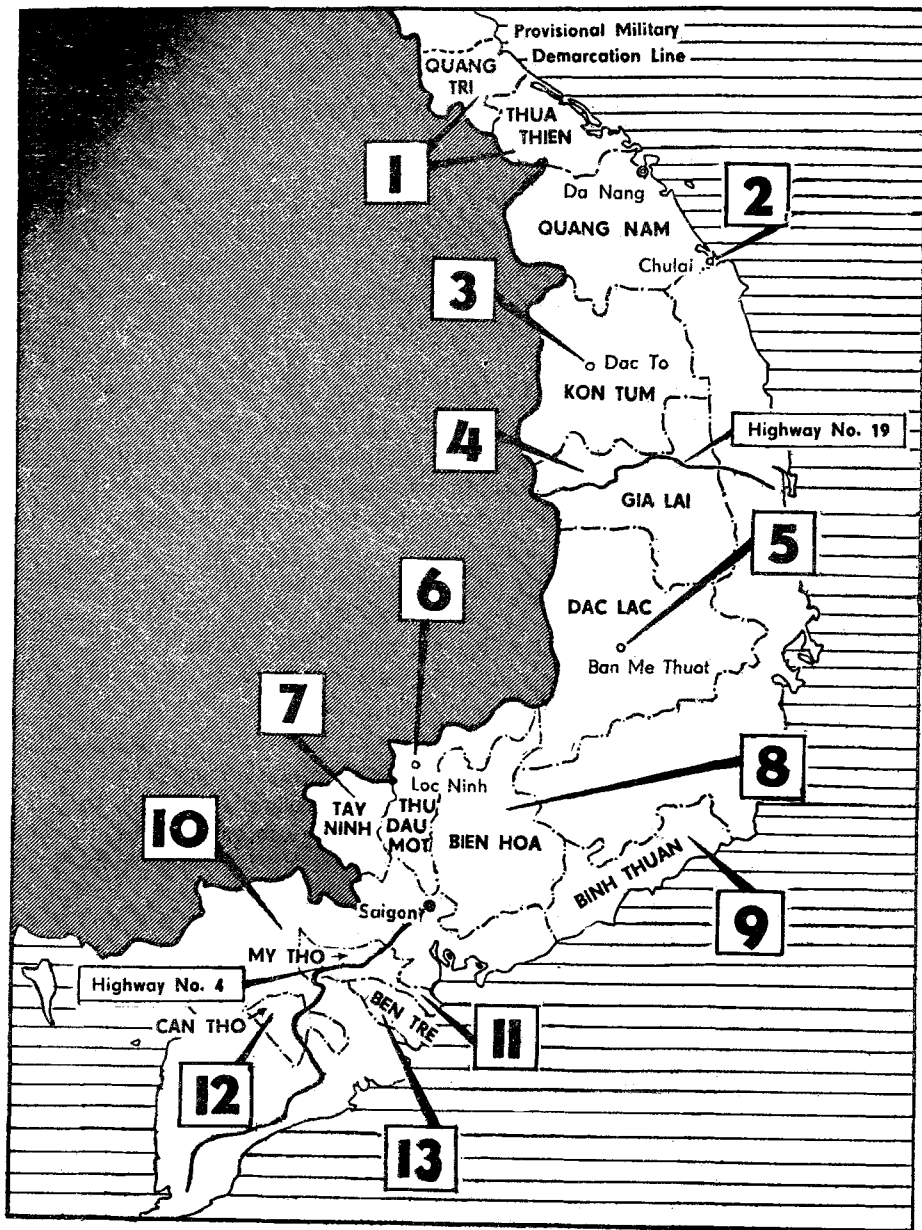 Provisional Military
Demarcation Line
QUANG
TRI
THUA
THIEN
1
Da Nang
2
QUANG NAM
Chulai
3
Dac To
KON TUM
4
Highway No. 19
GIA LAI
5
6
DAC LAC
Ban Me Thuot
7
8
Loc Ninh
TAY
NINH
THU
DAU
MOT
BIEN HOA
10
BINH THUAN
9
Saigon
MY THO
Highway No. 4
BEN TRE
CAN THO
11
12
13